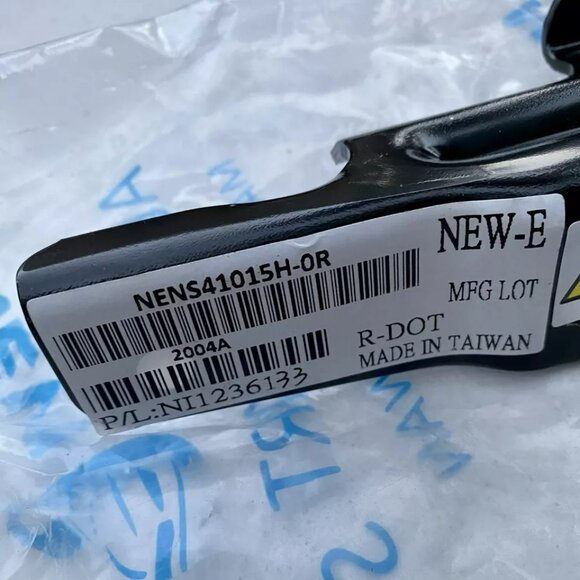 NENS41015H-0R
NEW-E
MFG LOT
2004A
R-DOT
MADE IN TAIWAN
P/L:NI1236133